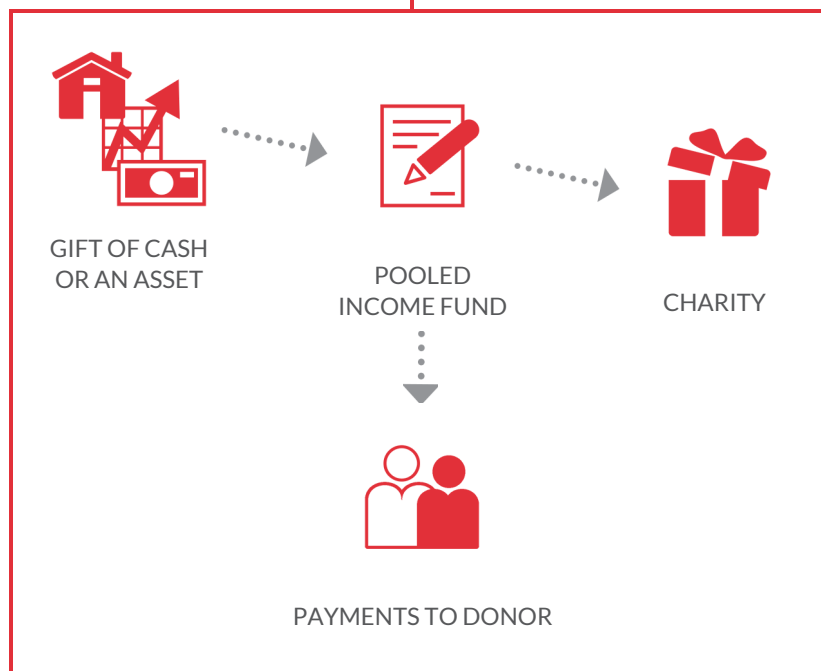 GIFT OF CASH
OR AN ASSET
POOLED
INCOME FUND
CHARITY
PAYMENTS TO DONOR